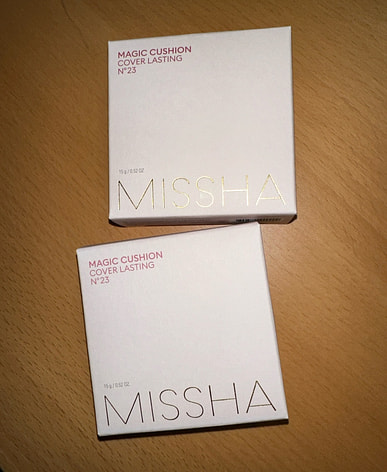 MAGIC CUSHION
COVER LASTING
N°23
15 g / 0.52 OZ.
MISSHA
MAGIC CUSHION
COVER LASTING
N°23
15 g / 0.52 OZ.
MISSHA